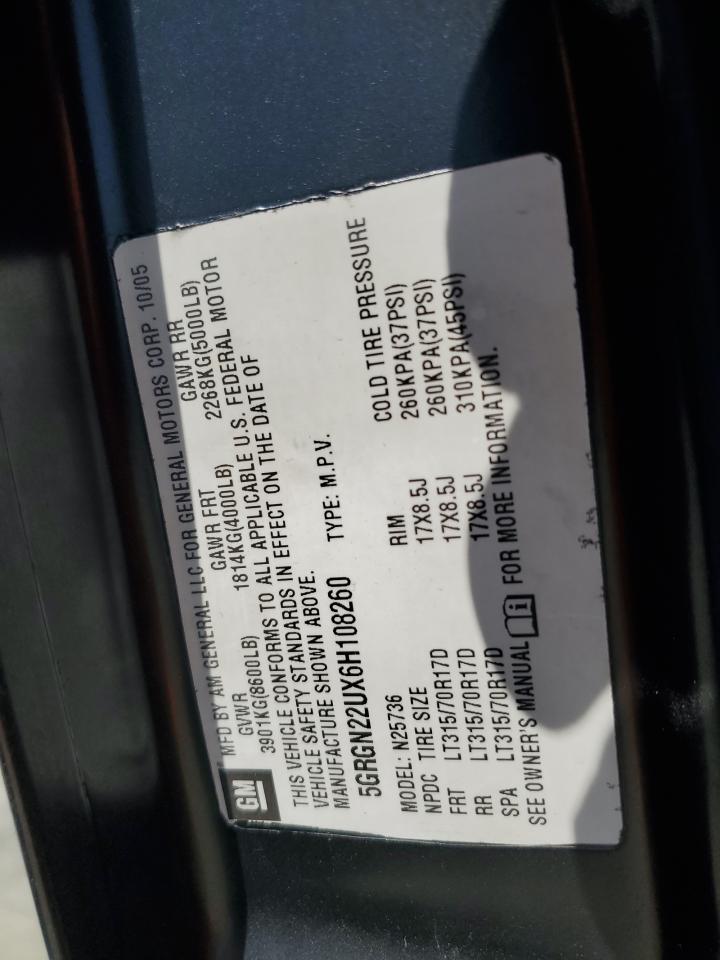 GM MFD BY AM GENERAL LLC FOR GENERAL MOTORS CORP. 10/05
GVWR GAWR FRT GAWR RR
3901KG(8600LB) 1814KG(4000LB) 2268KG(5000LB)
THIS VEHICLE CONFORMS TO ALL APPLICABLE U.S. FEDERAL MOTOR
VEHICLE SAFETY STANDARDS IN EFFECT ON THE DATE OF
MANUFACTURE SHOWN ABOVE.
5GRGN22UX6H108260 TYPE: M.P.V.
MODEL: N25736
NPDC TIRE SIZE RIM COLD TIRE PRESSURE
FRT LT315/70R17D 17X8.5J 260KPA(37PSI)
RR LT315/70R17D 17X8.5J 260KPA(37PSI)
SPA LT315/70R17D 17X8.5J 310KPA(45PSI)
SEE OWNER'S MANUAL i FOR MORE INFORMATION.